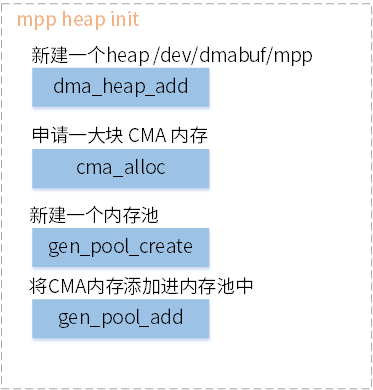 mpp heap init
新建一个heap /dev/dmabuf/mpp
dma_heap_add
申请一大块 CMA 内存
cma_alloc
新建一个内存池
gen_pool_create
将CMA内存添加进内存池中
gen_pool_add